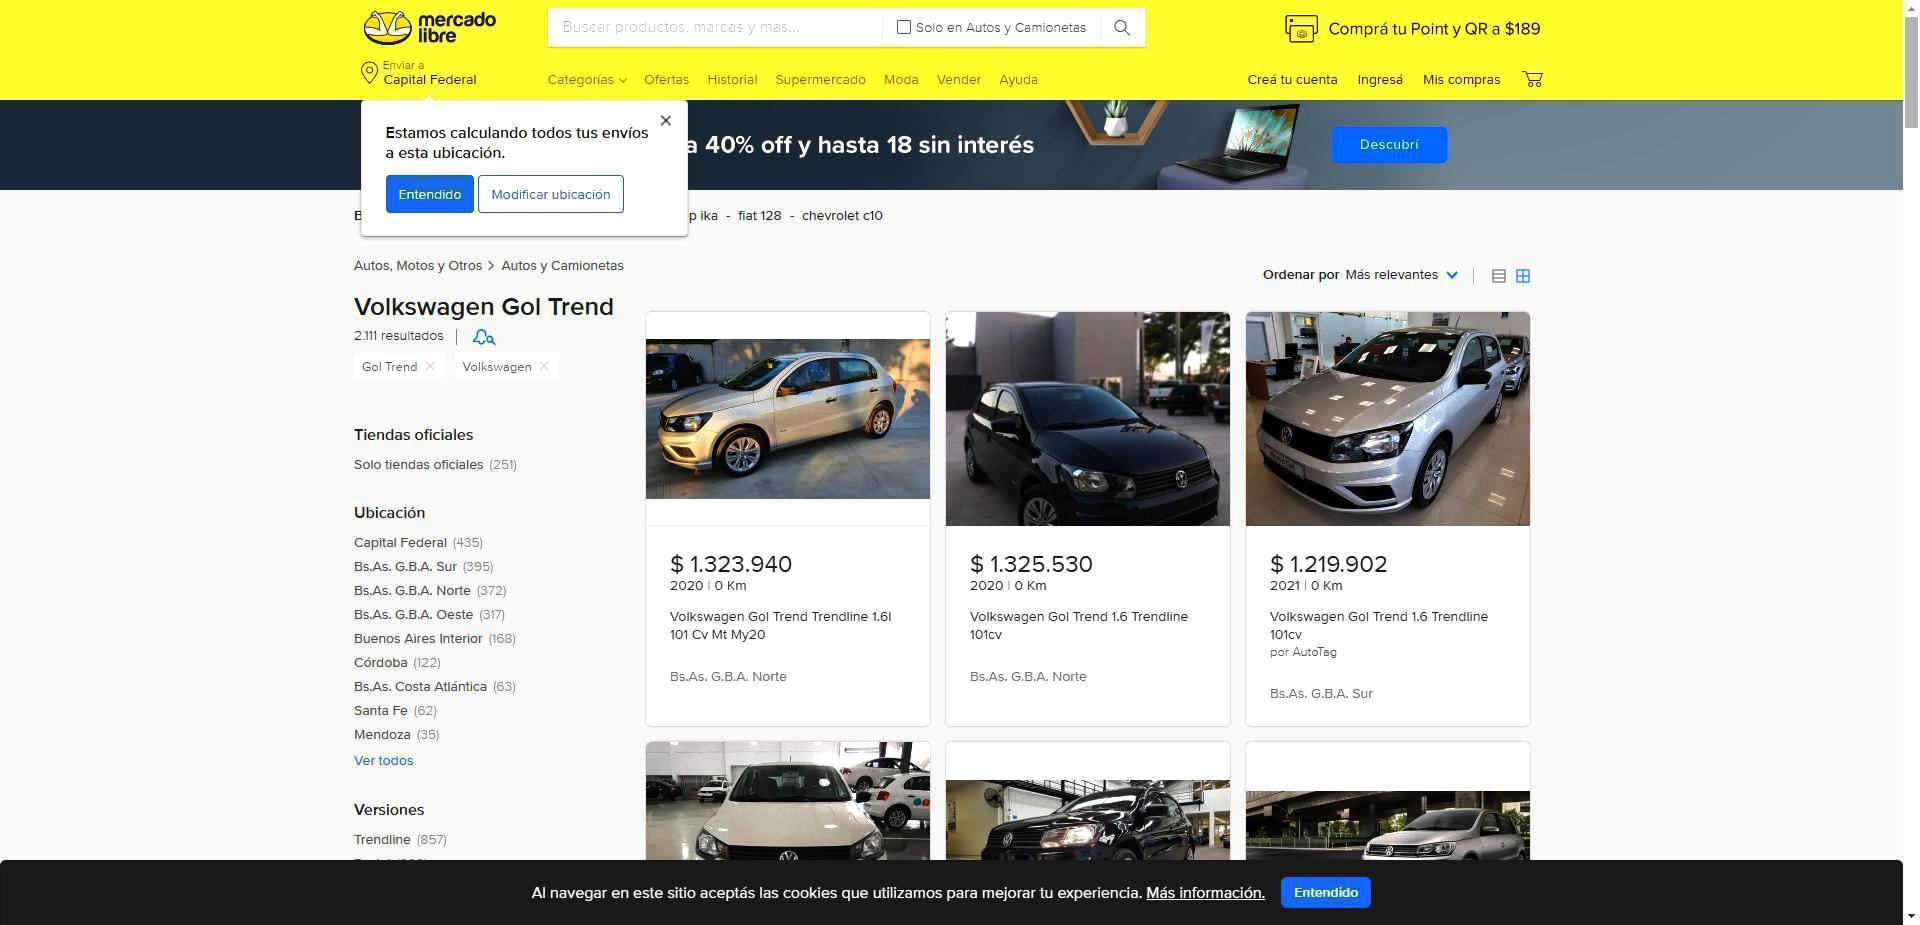 mercado
libre
Buscar productos, marcas y más...
Solo en Autos y Camionetas
Comprá tu Point y QR a $189
Enviar a
Capital Federal
Categorías
Ofertas
Historial
Supermercado
Moda
Vender
Ayuda
Creá tu cuenta
Ingresá
Mis compras
Estamos calculando todos tus envíos
a esta ubicación.
Entendido
Modificar ubicación
a 40% off y hasta 18 sin interés
Descubrí
B
p ika - fiat 128 - chevrolet c10
Autos, Motos y Otros > Autos y Camionetas
Ordenar por Más relevantes
Volkswagen Gol Trend
2.111 resultados
Gol Trend
Volkswagen
Tiendas oficiales
Solo tiendas oficiales (251)
Ubicación
Capital Federal (435)
Bs.As. G.B.A. Sur (395)
Bs.As. G.B.A. Norte (372)
Bs.As. G.B.A. Oeste (317)
Buenos Aires Interior (168)
Córdoba (122)
Bs.As. Costa Atlántica (63)
Santa Fe (62)
Mendoza (35)
Ver todos
Versiones
Trendline (857)
$ 1.323.940
2020 | 0 Km
Volkswagen Gol Trend Trendline 1.6l
101 Cv Mt My20
Bs.As. G.B.A. Norte
$ 1.325.530
2020 | 0 Km
Volkswagen Gol Trend 1.6 Trendline
101cv
Bs.As. G.B.A. Norte
$ 1.219.902
2021 | 0 Km
Volkswagen Gol Trend 1.6 Trendline
101cv
por AutoTag
Bs.As. G.B.A. Sur
Al navegar en este sitio aceptás las cookies que utilizamos para mejorar tu experiencia. Más información.
Entendido